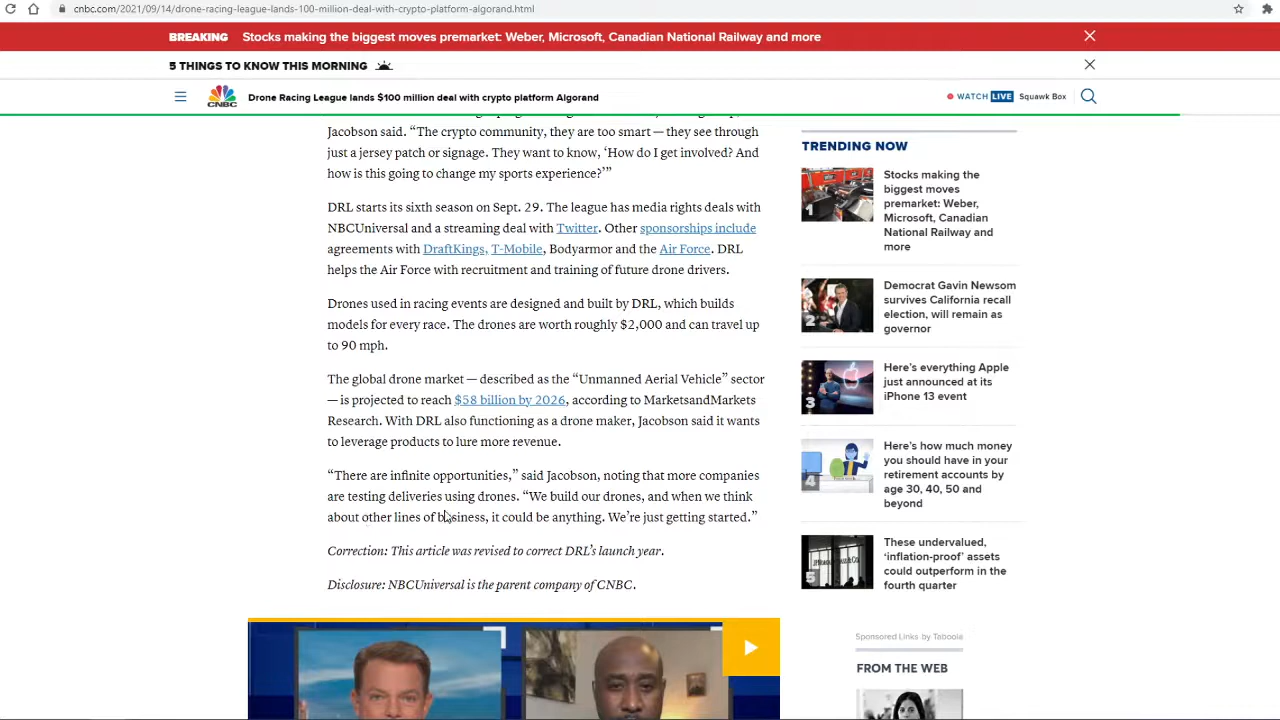 cnbc.com/2021/09/14/drone-racing-league-lands-100-million-deal-with-crypto-platform-algorand.html
BREAKING Stocks making the biggest moves premarket: Weber, Microsoft, Canadian National Railway and more
5 THINGS TO KNOW THIS MORNING
CNBC
Drone Racing League lands $100 million deal with crypto platform Algorand
WATCH LIVE Squawk Box
Jacobson said. “The crypto community, they are too smart — they see through
just a jersey patch or signage. They want to know, ‘How do I get involved? And
how is this going to change my sports experience?’”
DRL starts its sixth season on Sept. 29. The league has media rights deals with
NBCUniversal and a streaming deal with Twitter. Other sponsorships include
agreements with DraftKings, T-Mobile, Bodyarmor and the Air Force. DRL
helps the Air Force with recruitment and training of future drone drivers.
Drones used in racing events are designed and built by DRL, which builds
models for every race. The drones are worth roughly $2,000 and can travel up
to 90 mph.
The global drone market — described as the “Unmanned Aerial Vehicle” sector
— is projected to reach $58 billion by 2026, according to MarketsandMarkets
Research. With DRL also functioning as a drone maker, Jacobson said it wants
to leverage products to lure more revenue.
“There are infinite opportunities,” said Jacobson, noting that more companies
are testing deliveries using drones. “We build our drones, and when we think
about other lines of business, it could be anything. We’re just getting started.”
Correction: This article was revised to correct DRL’s launch year.
Disclosure: NBCUniversal is the parent company of CNBC.
TRENDING NOW
1
Stocks making the
biggest moves
premarket: Weber,
Microsoft, Canadian
National Railway and
more
2
Democrat Gavin Newsom
survives California recall
election, will remain as
governor
3
Here’s everything Apple
just announced at its
iPhone 13 event
4
Here’s how much money
you should have in your
retirement accounts by
age 30, 40, 50 and
beyond
5
These undervalued,
‘inflation-proof’ assets
could outperform in the
fourth quarter
Sponsored Links by Taboola
FROM THE WEB